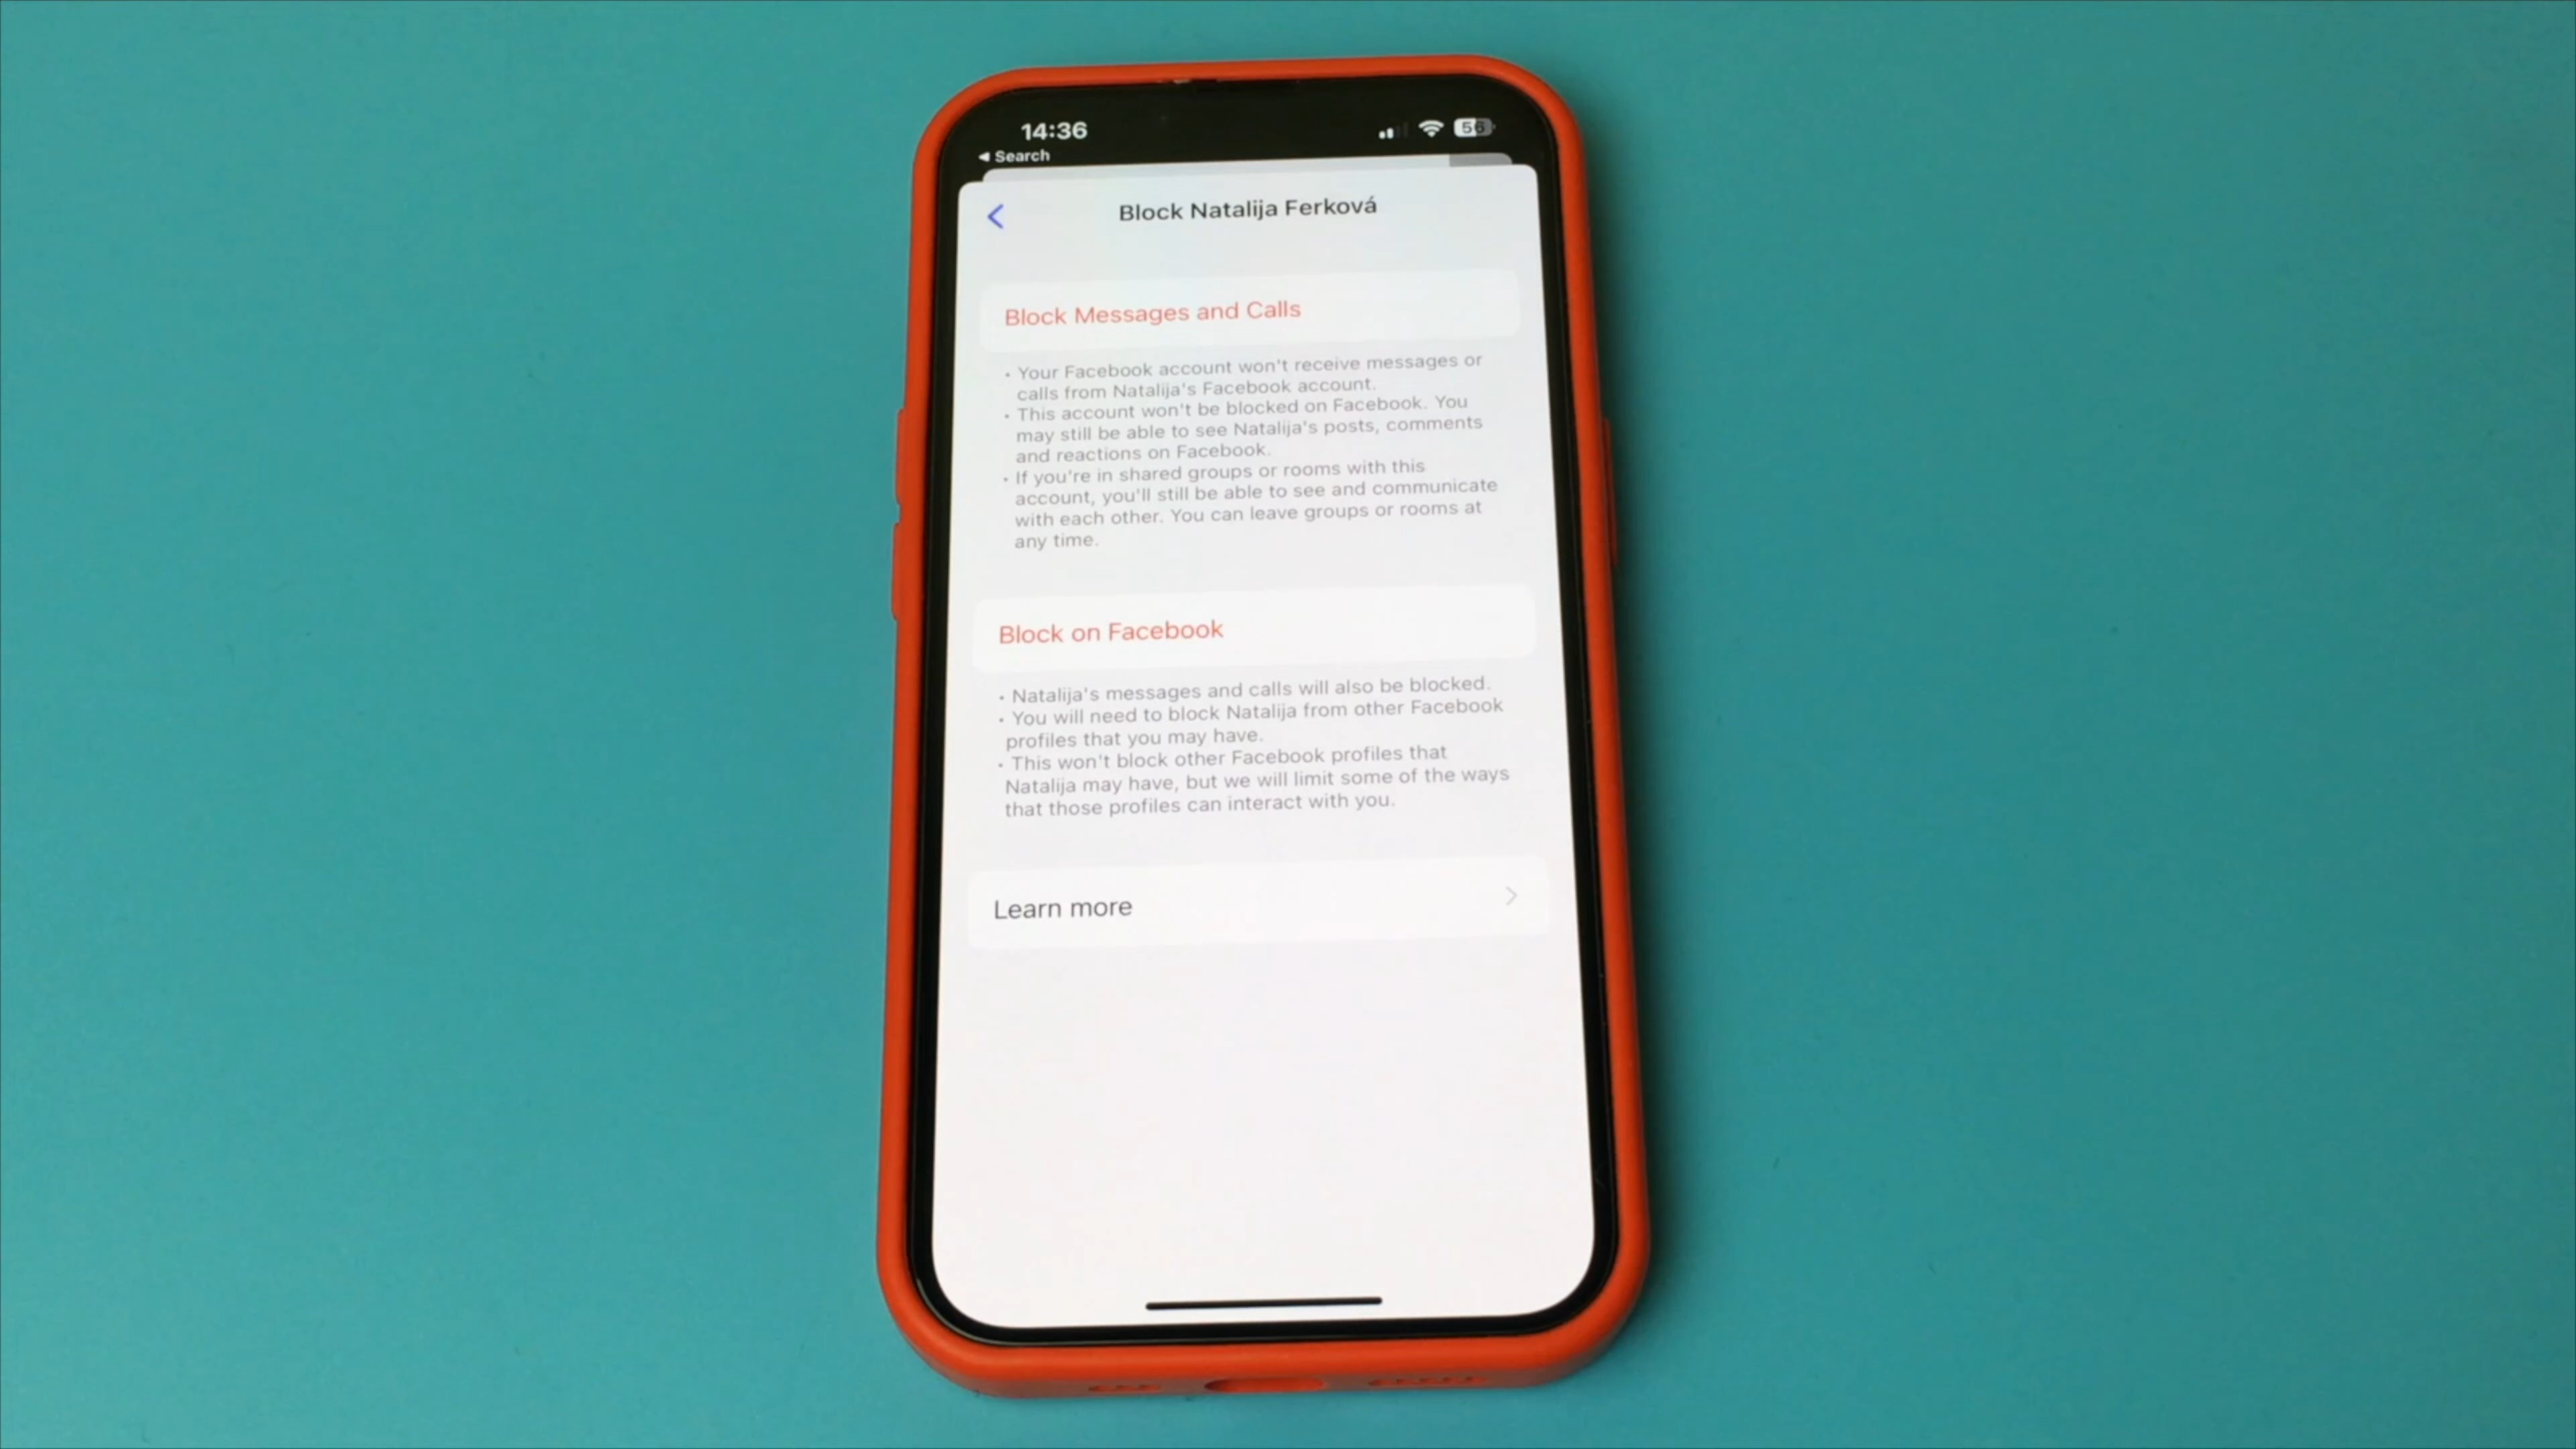 14:36
56
◀ Search
Block Natalija Ferková
Block Messages and Calls
• Your Facebook account won't receive messages or
calls from Natalija's Facebook account.
• This account won't be blocked on Facebook. You
may still be able to see Natalija's posts, comments
and reactions on Facebook.
• If you're in shared groups or rooms with this
account, you'll still be able to see and communicate
with each other. You can leave groups or rooms at
any time.
Block on Facebook
• Natalija's messages and calls will also be blocked.
• You will need to block Natalija from other Facebook
profiles that you may have.
• This won't block other Facebook profiles that
Natalija may have, but we will limit some of the ways
that those profiles can interact with you.
Learn more